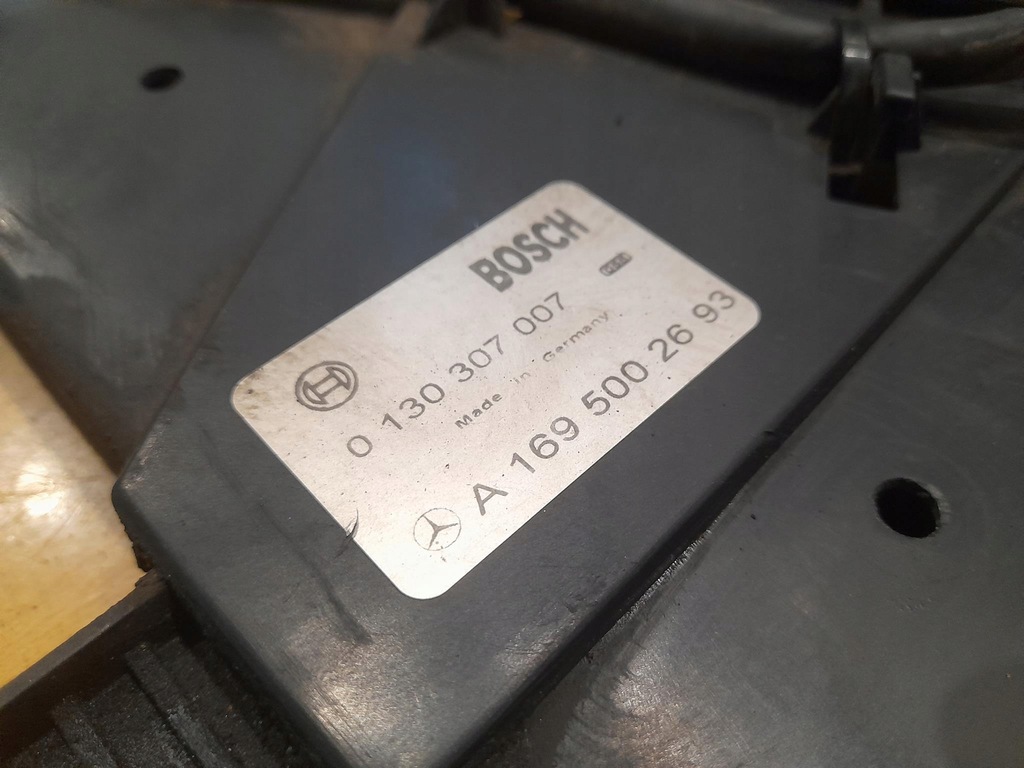 BOSCH
0 130 307 007
Made in Germany
A 169 500 26 93